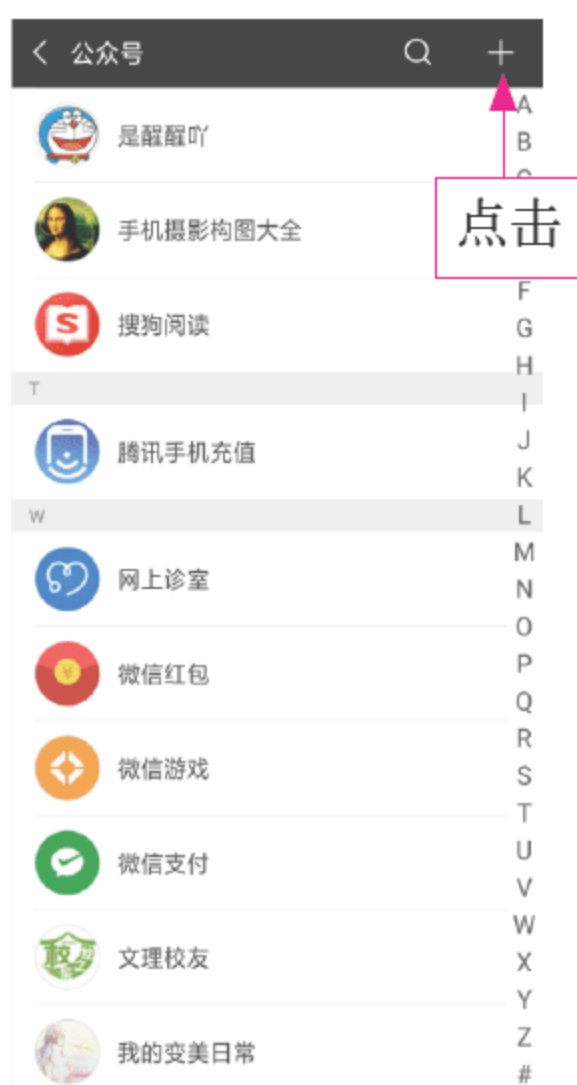 公众号
是醒醒吖
手机摄影构图大全
搜狗阅读
T
腾讯手机充值
W
网上诊室
微信红包
微信游戏
微信支付
文理校友
我的变美日常
点击
A
B
F
G
H
I
J
K
L
M
N
O
P
Q
R
S
T
U
V
W
X
Y
Z
#
S
¥
校